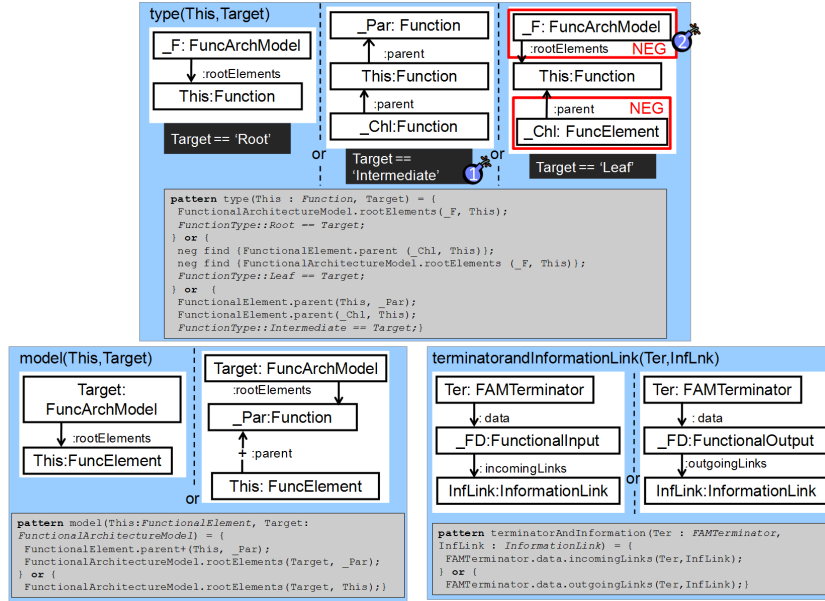 type(This,Target)
_F: FuncArchModel
:rootElements
This:Function
Target == ‘Root’
or
_Par: Function
:parent
This:Function
:parent
_Chl:Function
Target ==
‘Intermediate’
1
or
_F: FuncArchModel
:rootElements
NEG
2
This:Function
:parent
NEG
_Chl: FuncElement
Target == ‘Leaf’
pattern type(This : Function, Target) = {
FunctionalArchitectureModel.rootElements(_F, This);
FunctionType::Root == Target;
} or {
neg find {FunctionalElement.parent (_Chl, This)};
neg find {FunctionalArchitectureModel.rootElements (_F, This)};
FunctionType::Leaf == Target;
} or {
FunctionalElement.parent(This, _Par);
FunctionalElement.parent(_Chl, This);
FunctionType::Intermediate == Target;}
model(This,Target)
Target:
FuncArchModel
:rootElements
This:FuncElement
or
Target: FuncArchModel
:rootElements
_Par:Function
+ :parent
This: FuncElement
pattern model(This:FunctionalElement, Target:
FunctionalArchitectureModel) = {
FunctionalElement.parent+(This, _Par);
FunctionalArchitectureModel.rootElements(Target, _Par);
} or {
FunctionalArchitectureModel.rootElements(Target, This);}
terminatorandInformationLink(Ter,InfLnk)
Ter: FAMTerminator
: data
_FD:FunctionalInput
: incomingLinks
InfLink:InformationLink
or
Ter: FAMTerminator
: data
_FD:FunctionalOutput
:outgoingLinks
InfLink:InformationLink
pattern terminatorAndInformation(Ter : FAMTerminator,
InfLink : InformationLink) = {
FAMTerminator.data.incomingLinks(Ter,InfLink);
} or {
FAMTerminator.data.outgoingLinks(Ter,InfLink);}